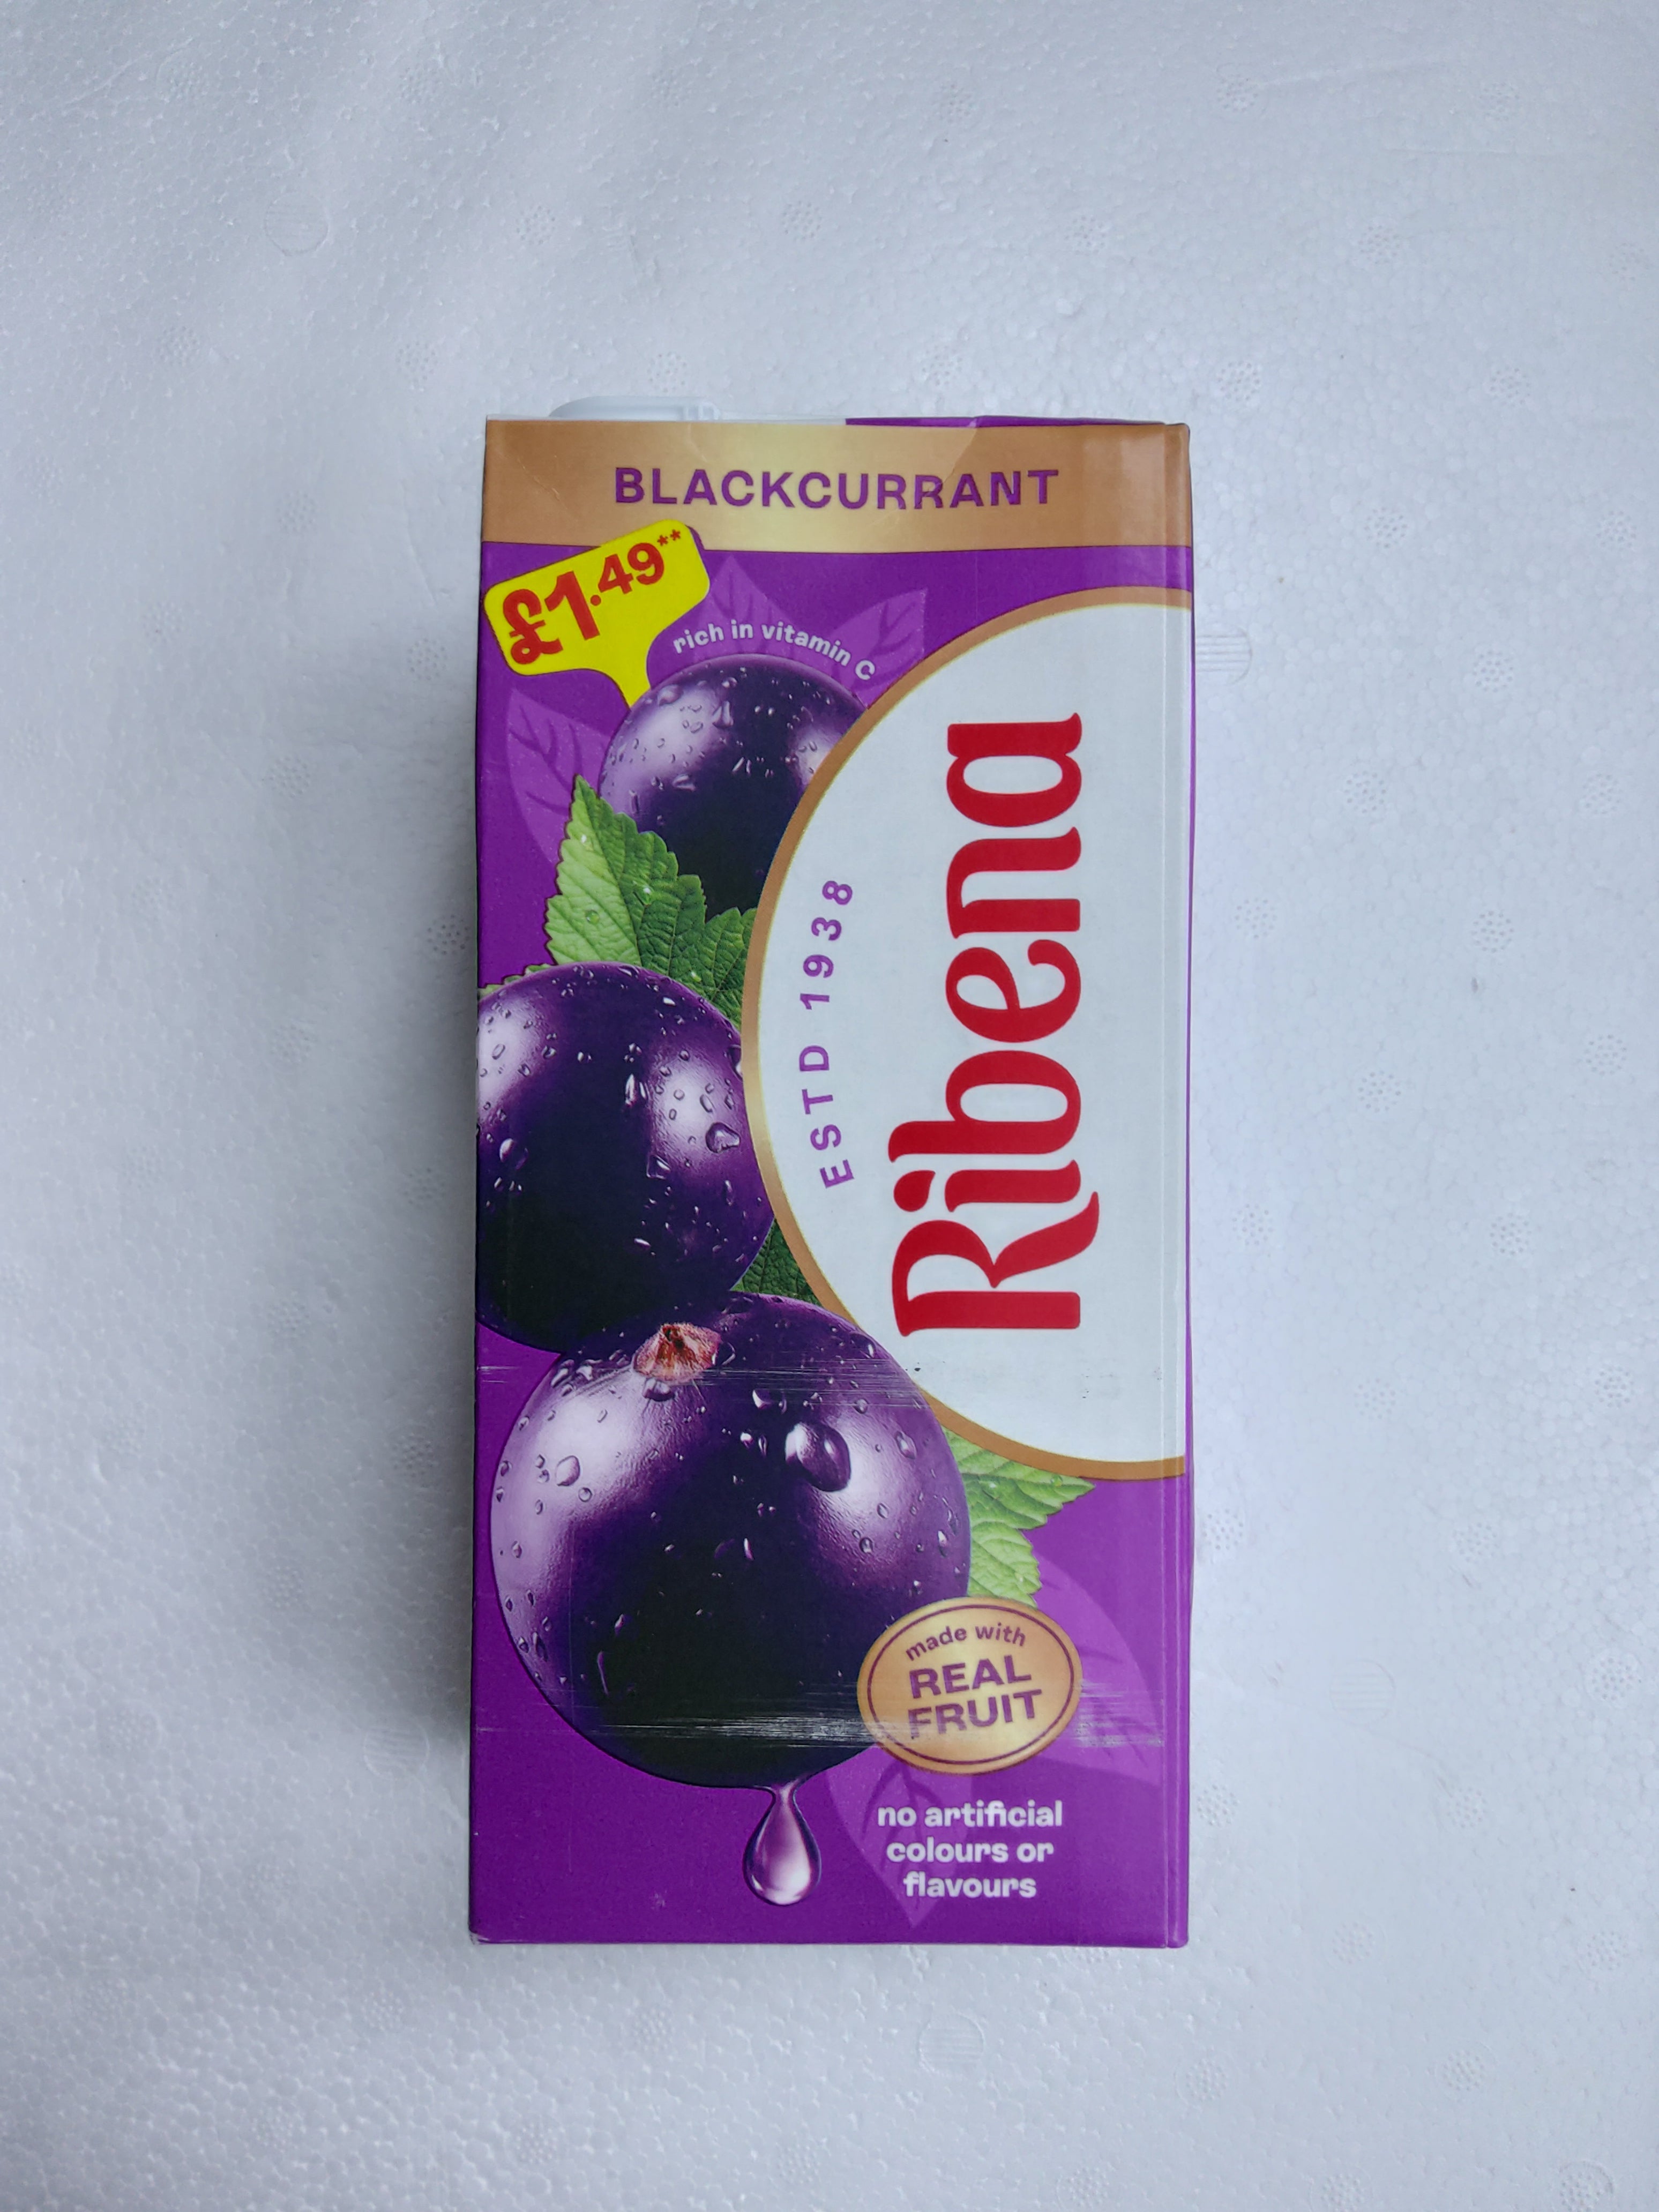 BLACKCURRANT
£1.49**
rich in vitamin C
ESTD 1938
Ribena
made with
REAL
FRUIT
no artificial
colours or
flavours